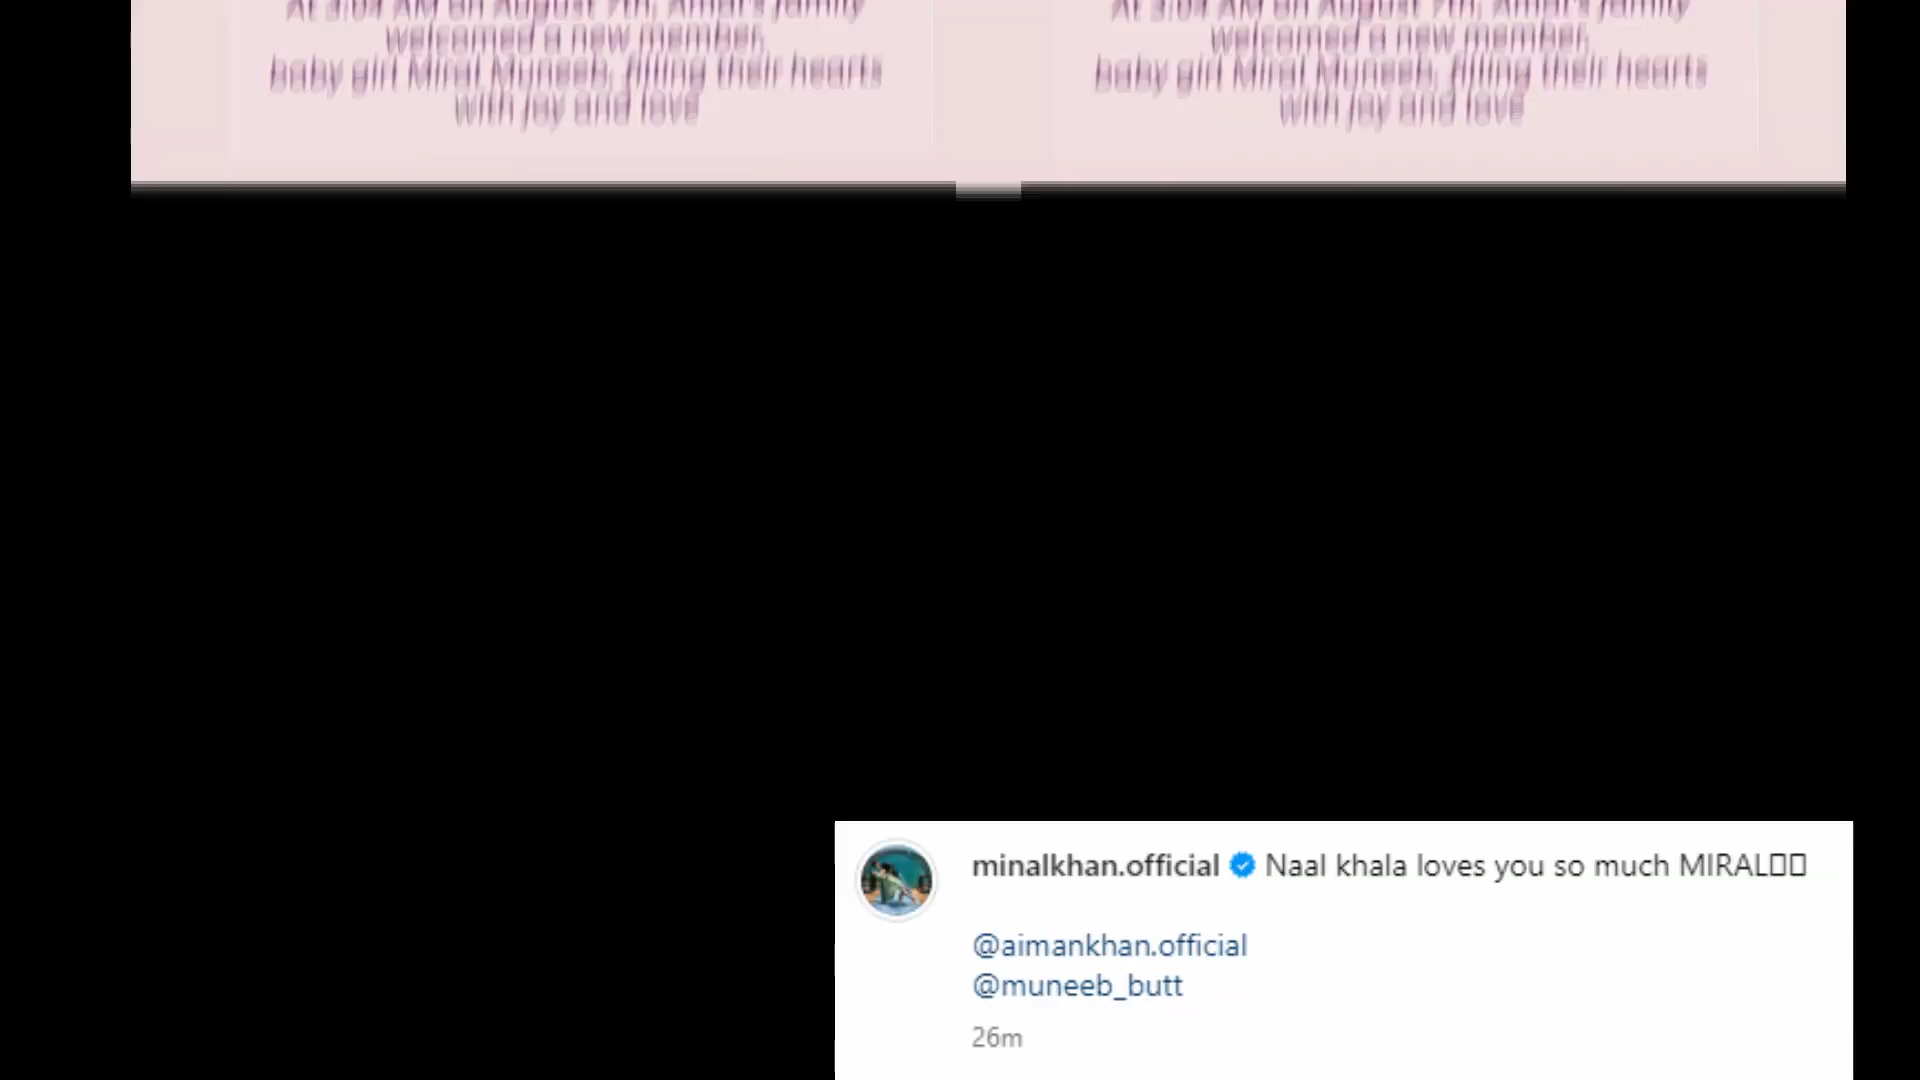 welcomed a new member,
baby girl Miral Muneeb, filling their hearts
with joy and love
welcomed a new member,
baby girl Miral Muneeb, filling their hearts
with joy and love
minalkhan.official Naal khala loves you so much MIRAL
@aimankhan.official
@muneeb_butt
26m